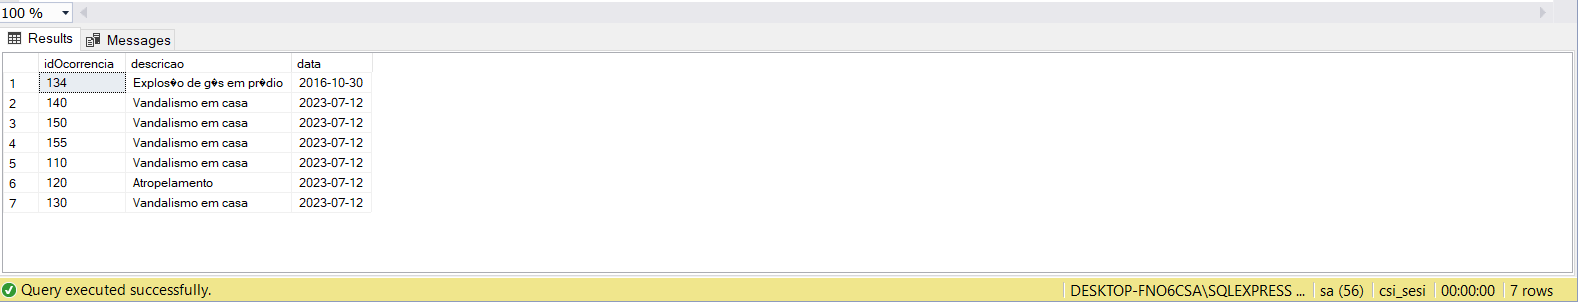 100 %
Results Messages
idOcorrencia descricao data
1 134 Explos�o de g�s em pr�dio 2016-10-30
2 140 Vandalismo em casa 2023-07-12
3 150 Vandalismo em casa 2023-07-12
4 155 Vandalismo em casa 2023-07-12
5 110 Vandalismo em casa 2023-07-12
6 120 Atropelamento 2023-07-12
7 130 Vandalismo em casa 2023-07-12
Query executed successfully. DESKTOP-FNO6CSA\SQLEXPRESS ... sa (56) csi_sesi 00:00:00 7 rows